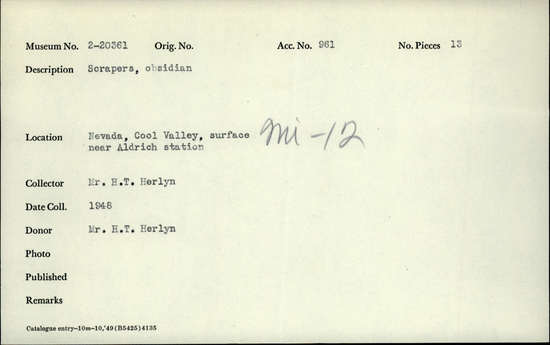 Museum No. 2-20361 Orig. No. Acc. No. 961 No. Pieces 13
Description Scrapers, obsidian
Location Nevada, Cool Valley, surface near Aldrich station
Mi-12
Collector Mr. H.T. Herlyn
Date Coll. 1948
Donor Mr. H.T. Herlyn
Photo
Published
Remarks
Catalogue entry—10m—10,'49 (B5425) 4135